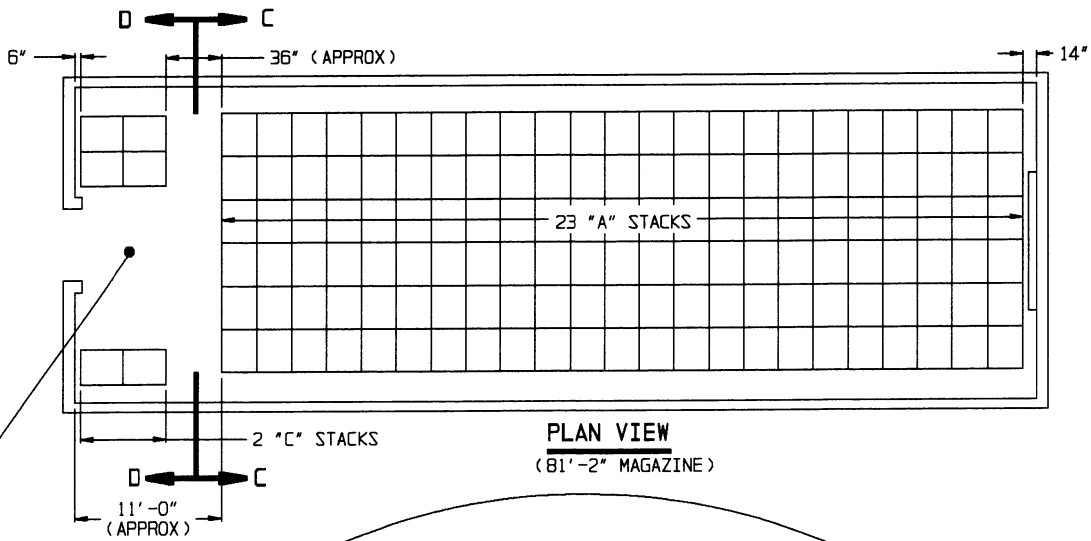 D C
6" 36" (APPROX) 14"
23 "A" STACKS
2 "C" STACKS
PLAN VIEW
(81'-2" MAGAZINE)
D C
11'-0"
(APPROX)